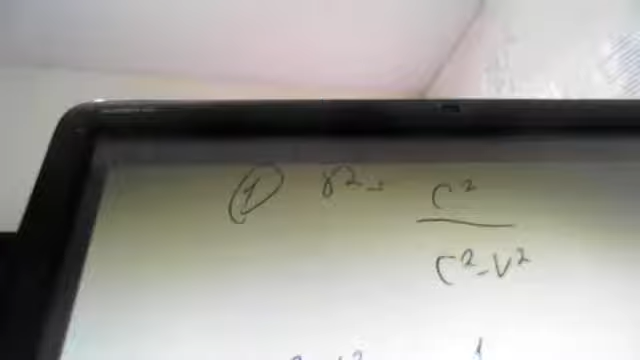 ① γ² = c² / c² - v²